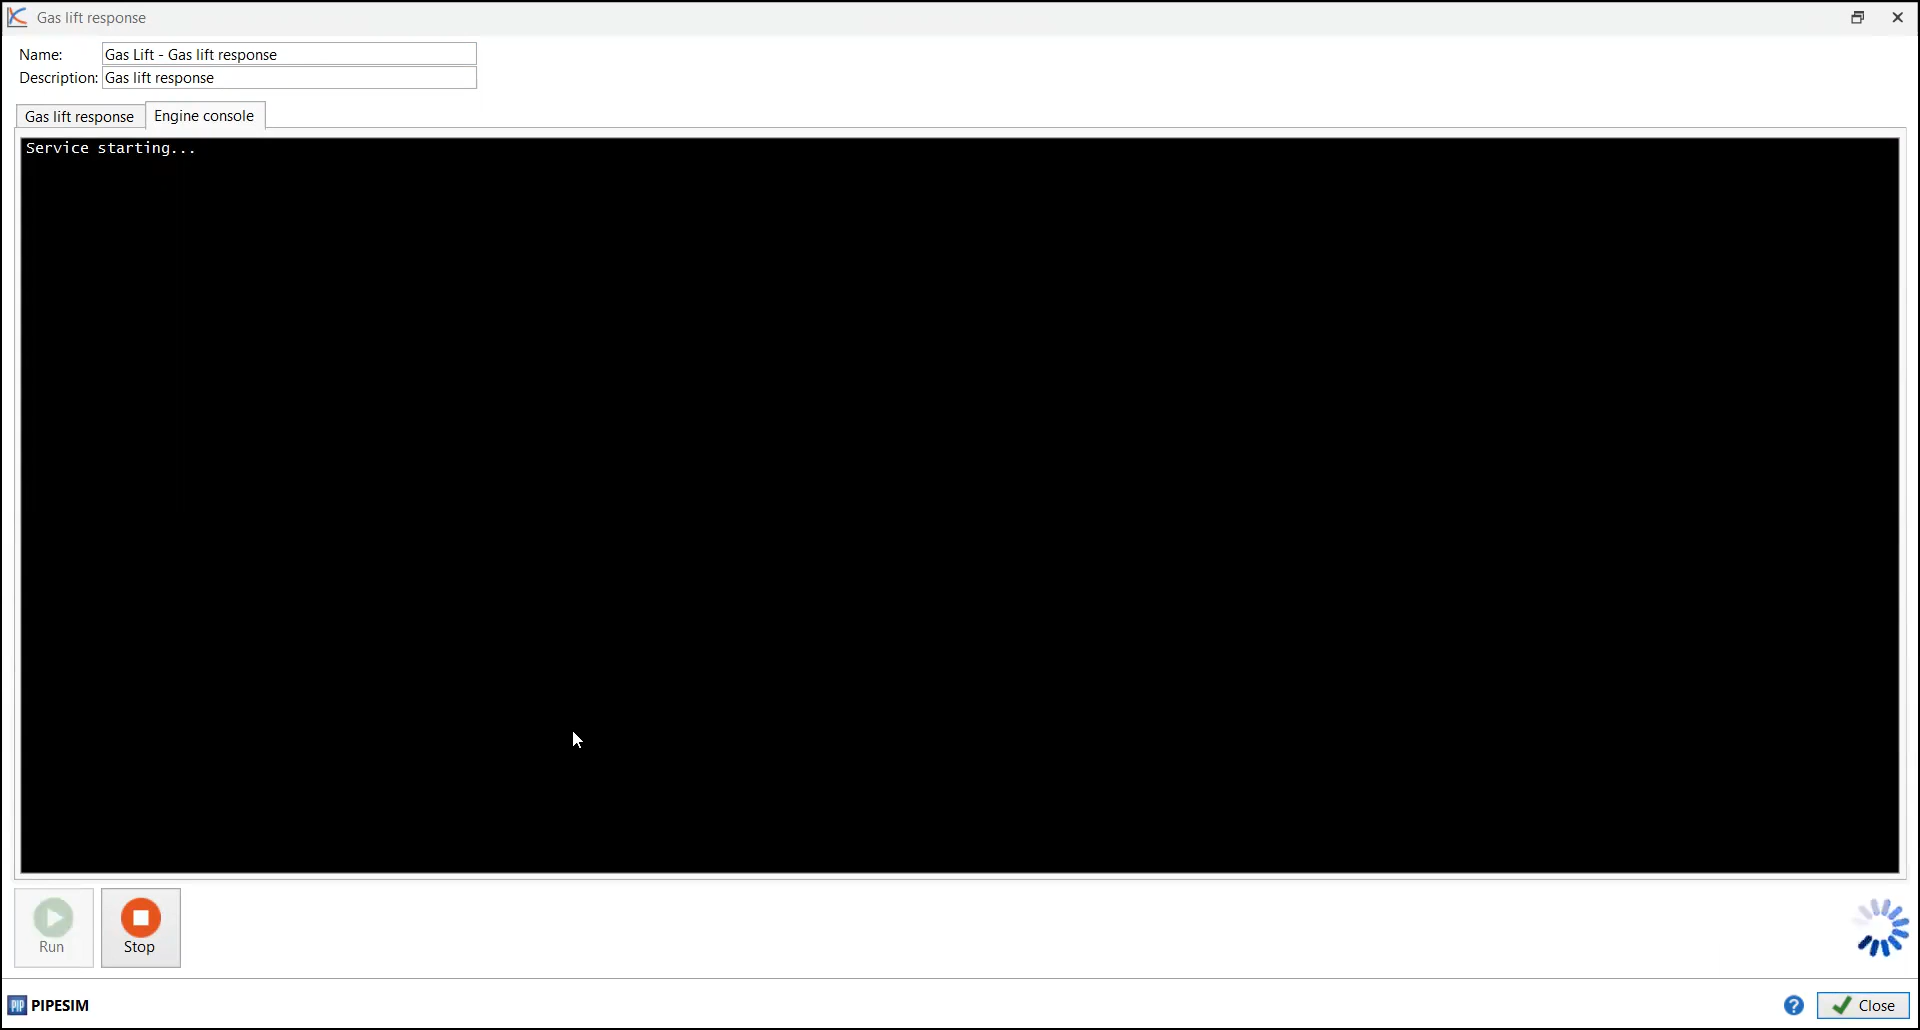 Gas lift response
Name: Gas Lift - Gas lift response
Description: Gas lift response
Gas lift response Engine console
Service starting...
Run Stop
PIP PIPESIM ? Close